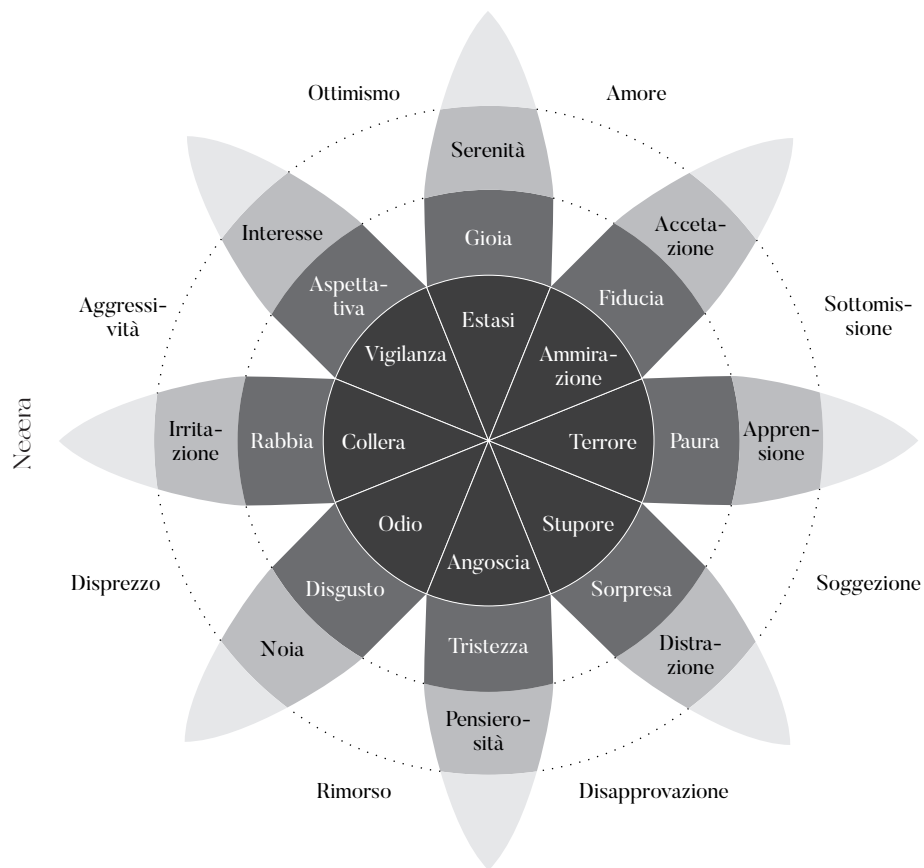 Ottimismo
Amore
Serenità
Interesse
Acceta-
zione
Gioia
Aspetta-
tiva
Fiducia
Aggressi-
vità
Sottomis-
sione
Estasi
Vigilanza
Ammira-
zione
Neæra
Irrita-
zione
Rabbia
Collera
Terrore
Paura
Appren-
sione
Odio
Stupore
Angoscia
Disprezzo
Disgusto
Sorpresa
Soggezione
Noia
Tristezza
Distra-
zione
Pensiero-
sità
Rimorso
Disapprovazione